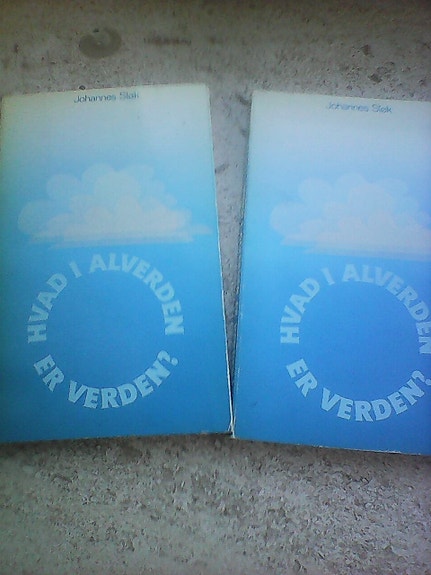 Johannes Sløk
HVAD I ALVERDEN
ER VERDEN?
Johannes Sløk
HVAD I ALVERDEN
ER VERDEN?